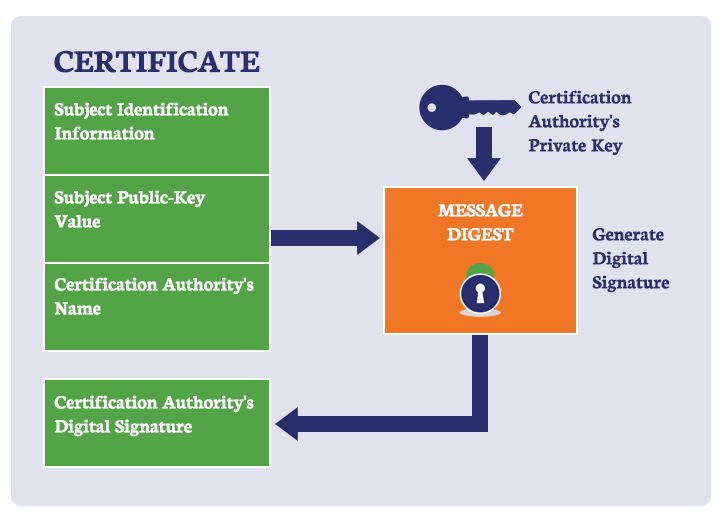 CERTIFICATE
Subject Identification
Information
Subject Public-Key
Value
Certification Authority's
Name
Certification Authority's
Digital Signature
Certification
Authority's
Private Key
MESSAGE
DIGEST
Generate
Digital
Signature